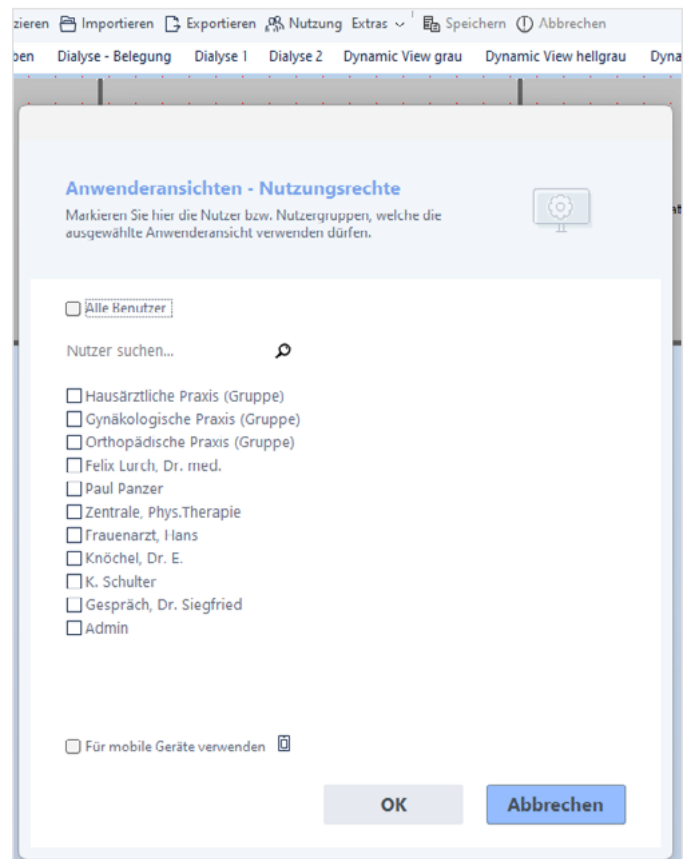 zieren Importieren Exportieren Nutzung Extras Speichern Abbrechen
ben Dialyse - Belegung Dialyse 1 Dialyse 2 Dynamic View grau Dynamic View hellgrau Dyna
at
Anwenderansichten - Nutzungsrechte
Markieren Sie hier die Nutzer bzw. Nutzergruppen, welche die
ausgewählte Anwenderansicht verwenden dürfen.
Alle Benutzer
Nutzer suchen...
Hausärztliche Praxis (Gruppe)
Gynäkologische Praxis (Gruppe)
Orthopädische Praxis (Gruppe)
Felix Lurch, Dr. med.
Paul Panzer
Zentrale, Phys.Therapie
Frauenarzt, Hans
Knöchel, Dr. E.
K. Schulter
Gespräch, Dr. Siegfried
Admin
Für mobile Geräte verwenden
OK Abbrechen